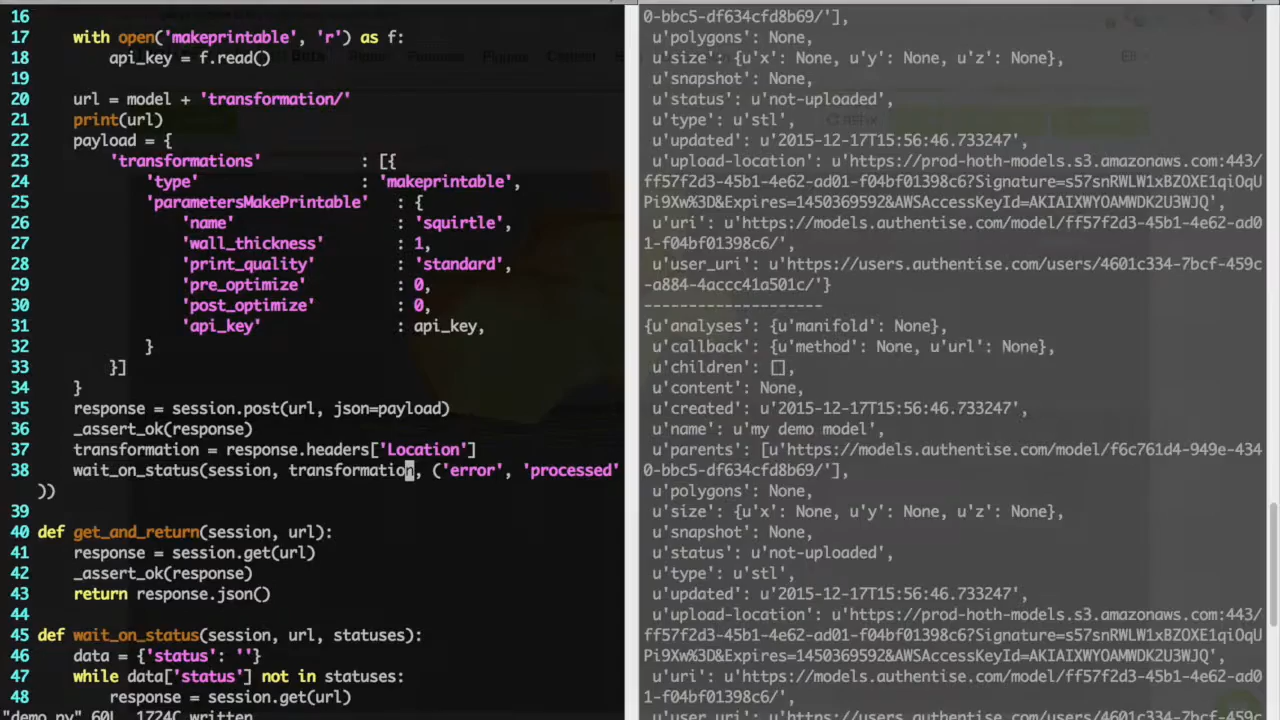 16
17 with open('makeprintable', 'r') as f:
18 api_key = f.read()
19
20 url = model + 'transformation/'
21 print(url)
22 payload = {
23 'transformations' : [{
24 'type' : 'makeprintable',
25 'parametersMakePrintable' : {
26 'name' : 'squirtle',
27 'wall_thickness' : 1,
28 'print_quality' : 'standard',
29 'pre_optimize' : 0,
30 'post_optimize' : 0,
31 'api_key' : api_key,
32 }
33 }]
34 }
35 response = session.post(url, json=payload)
36 _assert_ok(response)
37 transformation = response.headers['Location']
38 wait_on_status(session, transformation, ('error', 'processed'
))
39
40 def get_and_return(session, url):
41 response = session.get(url)
42 _assert_ok(response)
43 return response.json()
44
45 def wait_on_status(session, url, statuses):
46 data = {'status': ''}
47 while data['status'] not in statuses:
48 response = session.get(url)
"demo.py" 60L, 1724C written
0-bbc5-df634cfd8b69/'],
u'polygons': None,
u'size': {u'x': None, u'y': None, u'z': None},
u'snapshot': None,
u'status': u'not-uploaded',
u'type': u'stl',
u'updated': u'2015-12-17T15:56:46.733247',
u'upload-location': u'https://prod-hoth-models.s3.amazonaws.com:443/
ff57f2d3-45b1-4e62-ad01-f04bf01398c6?Signature=s57snRWLW1xBZOXE1qiOqU
Pi9Xw%3D&Expires=1450369592&AWSAccessKeyId=AKIAIXWYOAMWDK2U3WJQ',
u'uri': u'https://models.authentise.com/model/ff57f2d3-45b1-4e62-ad0
1-f04bf01398c6/',
u'user_uri': u'https://users.authentise.com/users/4601c334-7bcf-459c
-a884-4accc41a501c/'}
--------------------
{u'analyses': {u'manifold': None},
u'callback': {u'method': None, u'url': None},
u'children': [],
u'content': None,
u'created': u'2015-12-17T15:56:46.733247',
u'name': u'my demo model',
u'parents': [u'https://models.authentise.com/model/f6c761d4-949e-434
0-bbc5-df634cfd8b69/'],
u'polygons': None,
u'size': {u'x': None, u'y': None, u'z': None},
u'snapshot': None,
u'status': u'not-uploaded',
u'type': u'stl',
u'updated': u'2015-12-17T15:56:46.733247',
u'upload-location': u'https://prod-hoth-models.s3.amazonaws.com:443/
ff57f2d3-45b1-4e62-ad01-f04bf01398c6?Signature=s57snRWLW1xBZOXE1qiOqU
Pi9Xw%3D&Expires=1450369592&AWSAccessKeyId=AKIAIXWYOAMWDK2U3WJQ',
u'uri': u'https://models.authentise.com/model/ff57f2d3-45b1-4e62-ad0
1-f04bf01398c6/',
u'user_uri': u'https://users.authentise.com/users/4601c334-7bcf-459c